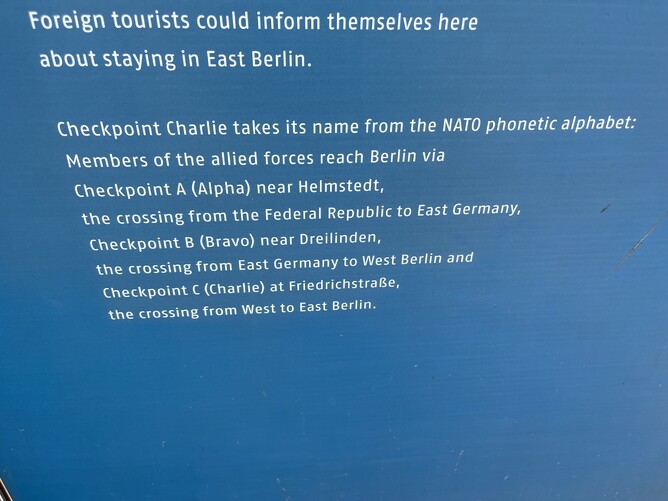 Foreign tourists could inform themselves here
about staying in East Berlin.
Checkpoint Charlie takes its name from the NATO phonetic alphabet:
Members of the allied forces reach Berlin via
Checkpoint A (Alpha) near Helmstedt,
the crossing from the Federal Republic to East Germany,
Checkpoint B (Bravo) near Dreilinden,
the crossing from East Germany to West Berlin and
Checkpoint C (Charlie) at Friedrichstraße,
the crossing from West to East Berlin.